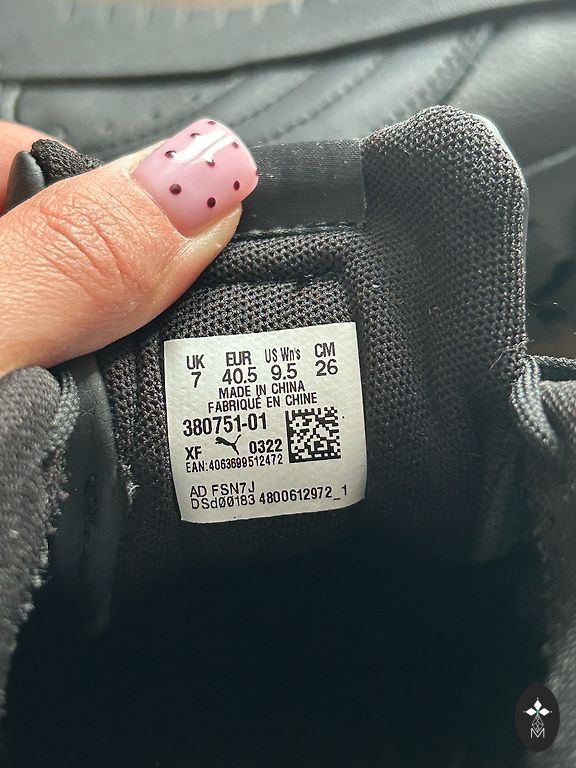 UK EUR US Wn's CM
7 40.5 9.5 26
MADE IN CHINA
FABRIQUÉ EN CHINE
380751-01
XF 0322
EAN:4063699512472
AD FSN7J
DSd00183 4800612972_1
M